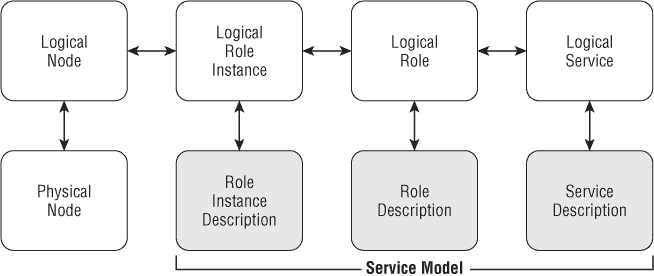 Logical
Node
Logical
Role
Instance
Logical
Role
Logical
Service
Physical
Node
Role
Instance
Description
Role
Description
Service
Description
Service Model